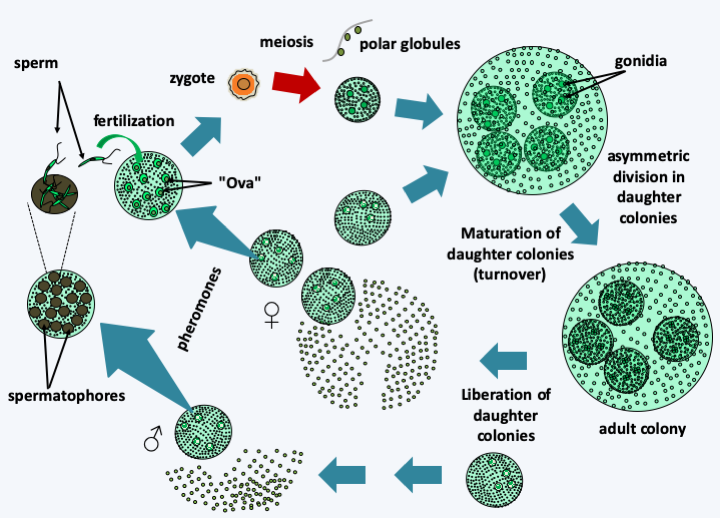 meiosis
polar globules
sperm
zygote
gonidia
fertilization
"Ova"
asymmetric
division in
daughter
colonies
Maturation of
daughter colonies
(turnover)
pheromones
spermatophores
Liberation of
daughter
colonies
adult colony